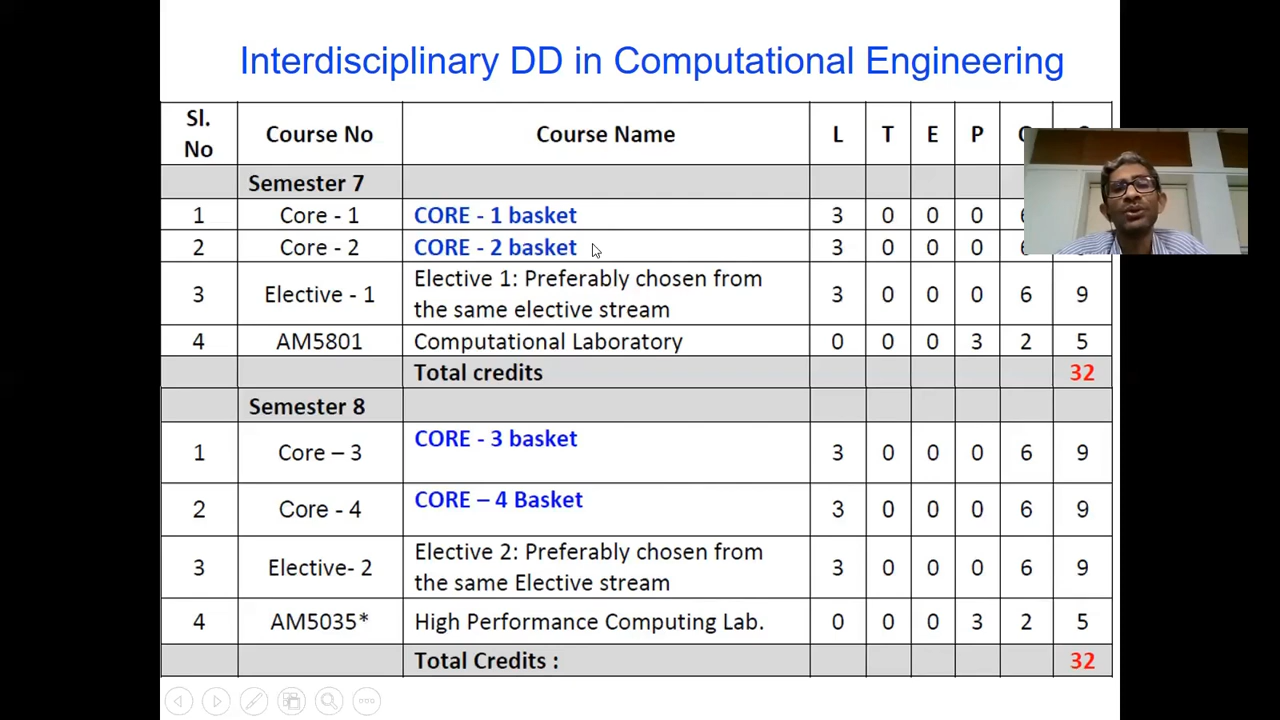 Interdisciplinary DD in Computational Engineering
Sl. No Course No Course Name L T E P
Semester 7
1 Core - 1 CORE - 1 basket 3 0 0 0
2 Core - 2 CORE - 2 basket 3 0 0 0
3 Elective - 1 Elective 1: Preferably chosen from
the same elective stream 3 0 0 0 6 9
4 AM5801 Computational Laboratory 0 0 0 3 2 5
Total credits 32
Semester 8
1 Core – 3 CORE - 3 basket 3 0 0 0 6 9
2 Core - 4 CORE – 4 Basket 3 0 0 0 6 9
3 Elective- 2 Elective 2: Preferably chosen from
the same Elective stream 3 0 0 0 6 9
4 AM5035* High Performance Computing Lab. 0 0 0 3 2 5
Total Credits : 32